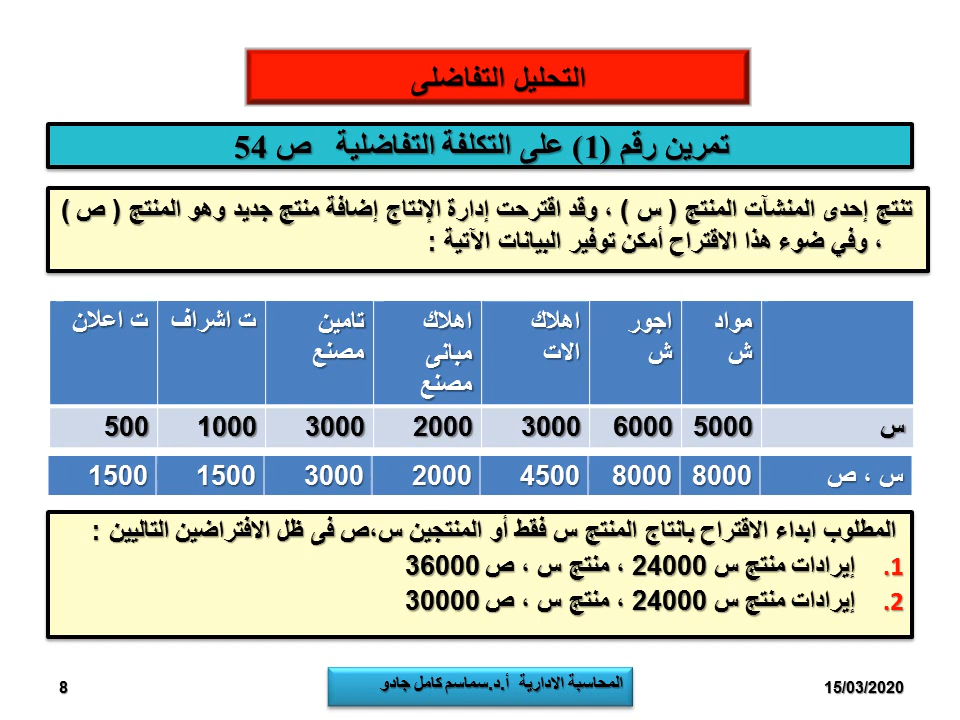 التحليل التفاضلى
تمرين رقم (1) على التكلفة التفاضلية ص 54
تنتج إحدى المنشآت المنتج ( س ) ، وقد اقترحت إدارة الإنتاج إضافة منتج جديد وهو المنتج ( ص )
، وفي ضوء هذا الاقتراح أمكن توفير البيانات الآتية :
مواد ش اجور ش اهلاك الات اهلاك مبانى مصنع تامين مصنع ت اشراف ت اعلان
س 5000 6000 3000 2000 3000 1000 500
س ، ص 8000 8000 4500 2000 3000 1500 1500
المطلوب ابداء الاقتراح بانتاج المنتج س فقط أو المنتجين س،ص فى ظل الافتراضين التاليين :
1. إيرادات منتج س 24000 ، منتج س ، ص 36000
2. إيرادات منتج س 24000 ، منتج س ، ص 30000
15/03/2020 المحاسبة الادارية أ.د.سماسم كامل جادو 8